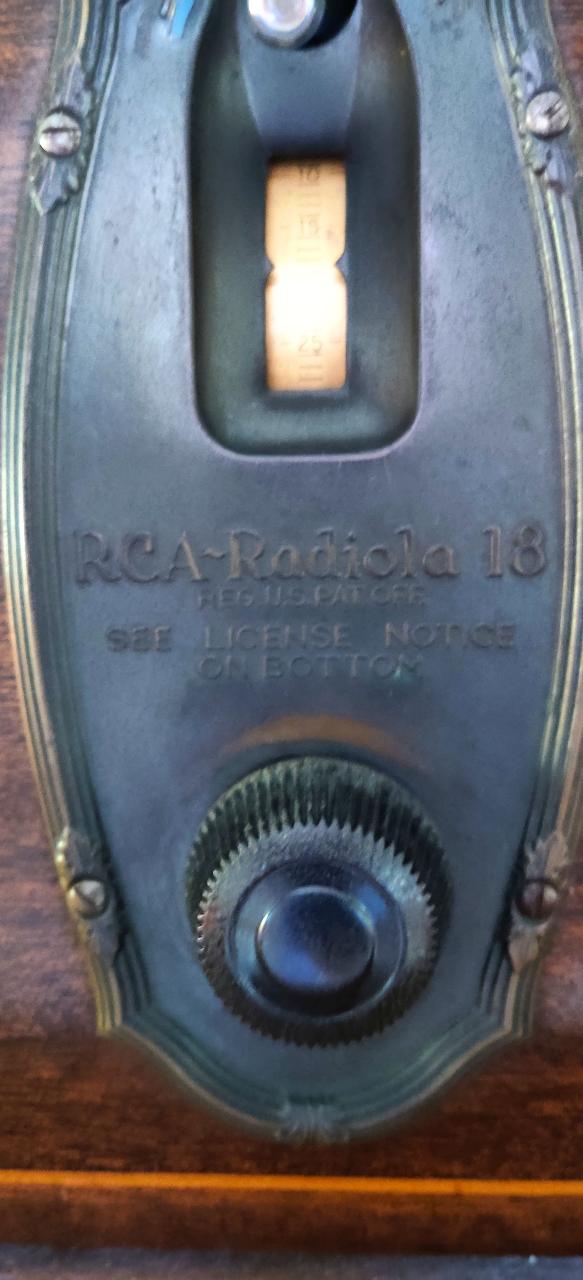 10
15
25
RCA~Radiola 18
REG.U.S.PAT.OFF.
SEE LICENSE NOTICE
ON BOTTOM